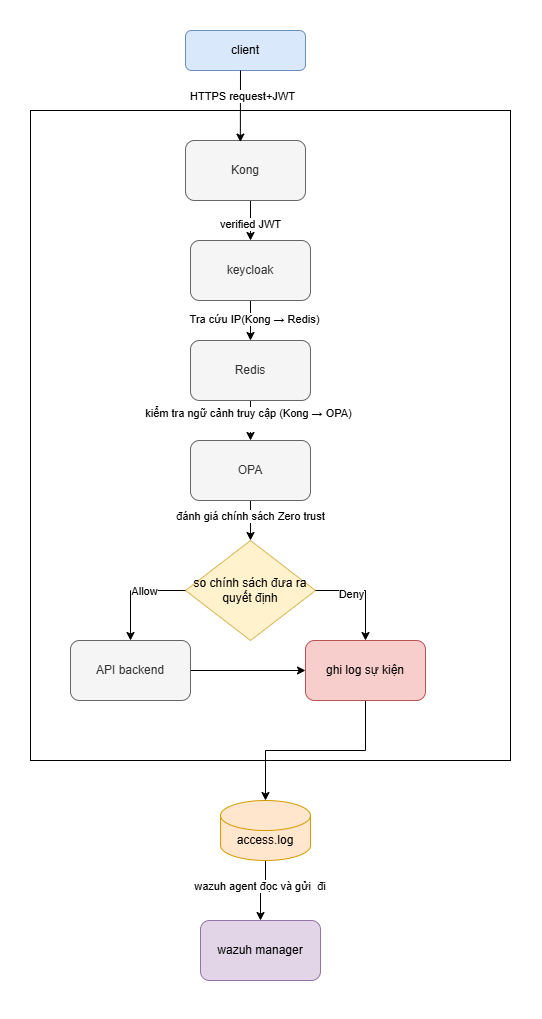 client
HTTPS request+JWT
Kong
verified JWT
keycloak
Tra cứu IP(Kong → Redis)
Redis
kiểm tra ngữ cảnh truy cập (Kong → OPA)
OPA
đánh giá chính sách Zero trust
so chính sách đưa ra
quyết định
Allow
Deny
API backend
ghi log sự kiện
access.log
wazuh agent đọc và gửi đi
wazuh manager